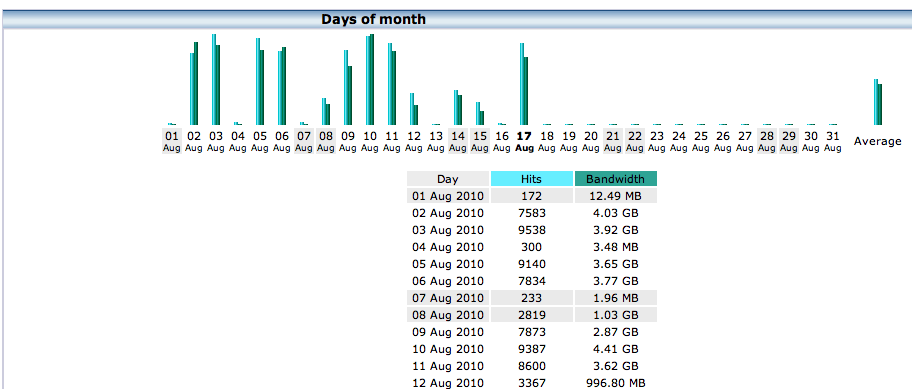 Days of month
01 02 03 04 05 06 07 08 09 10 11 12 13 14 15 16 17 18 19 20 21 22 23 24 25 26 27 28 29 30 31
Aug Aug Aug Aug Aug Aug Aug Aug Aug Aug Aug Aug Aug Aug Aug Aug Aug Aug Aug Aug Aug Aug Aug Aug Aug Aug Aug Aug Aug Aug Aug Average
Day Hits Bandwidth
01 Aug 2010 172 12.49 MB
02 Aug 2010 7583 4.03 GB
03 Aug 2010 9538 3.92 GB
04 Aug 2010 300 3.48 MB
05 Aug 2010 9140 3.65 GB
06 Aug 2010 7834 3.77 GB
07 Aug 2010 233 1.96 MB
08 Aug 2010 2819 1.03 GB
09 Aug 2010 7873 2.87 GB
10 Aug 2010 9387 4.41 GB
11 Aug 2010 8600 3.62 GB
12 Aug 2010 3367 996.80 MB